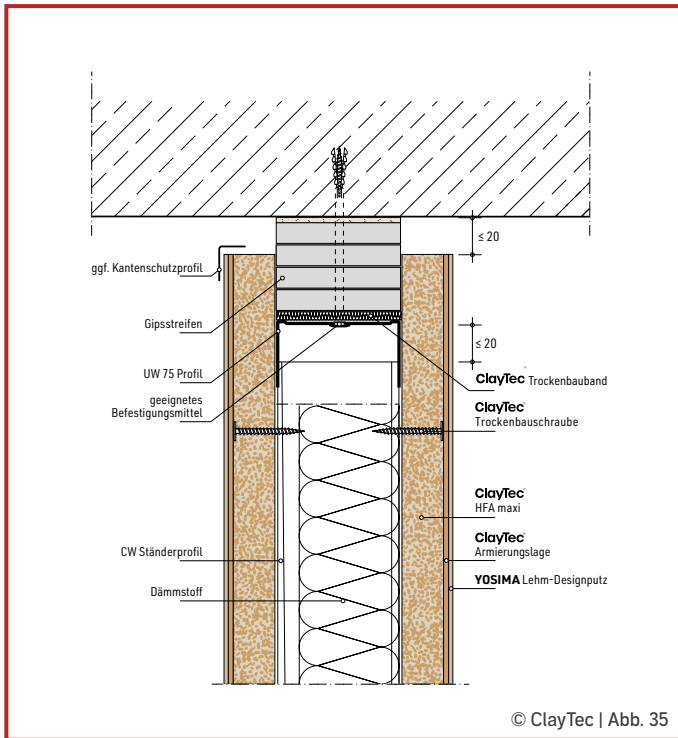 ggf. Kantenschutzprofil
Gipsstreifen
UW 75 Profil
geeignetes
Befestigungsmittel
CW Ständerprofil
Dämmstoff
≤ 20
≤ 20
ClayTec® Trockenbauband
ClayTec®
Trockenbauschraube
ClayTec®
HFA maxi
ClayTec®
Armierungslage
YOSIMA Lehm-Designputz
© ClayTec | Abb. 35